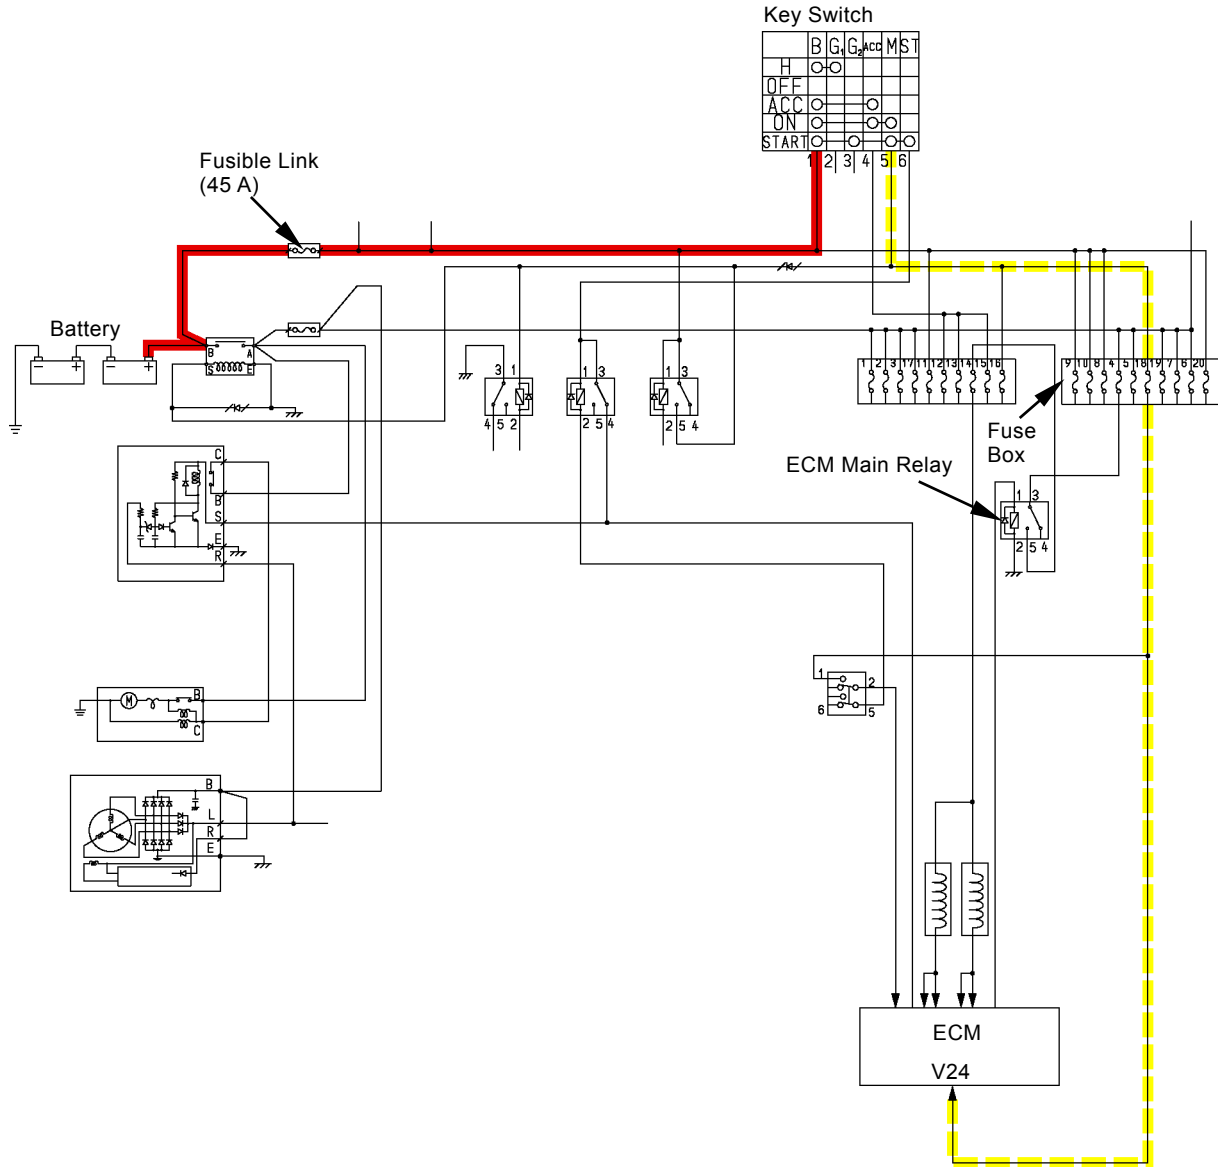 Key Switch
B G1 G2 ACC M ST
H
OFF
ACC
ON
START
1 2 3 4 5 6
Fusible Link
(45 A)
Battery
- + - +
B A
S E
3 1
4 5 2
1 3
2 5 4
1 3
2 5 4
1 2 3 17 11 12 13 14 15 16
9 10 8 4 5 18 19 7 6 20
Fuse
Box
ECM Main Relay
1 3
2 5 4
C
B
S
E
R
1 2
6 5
M B
C
B
L
R
E
ECM
V24